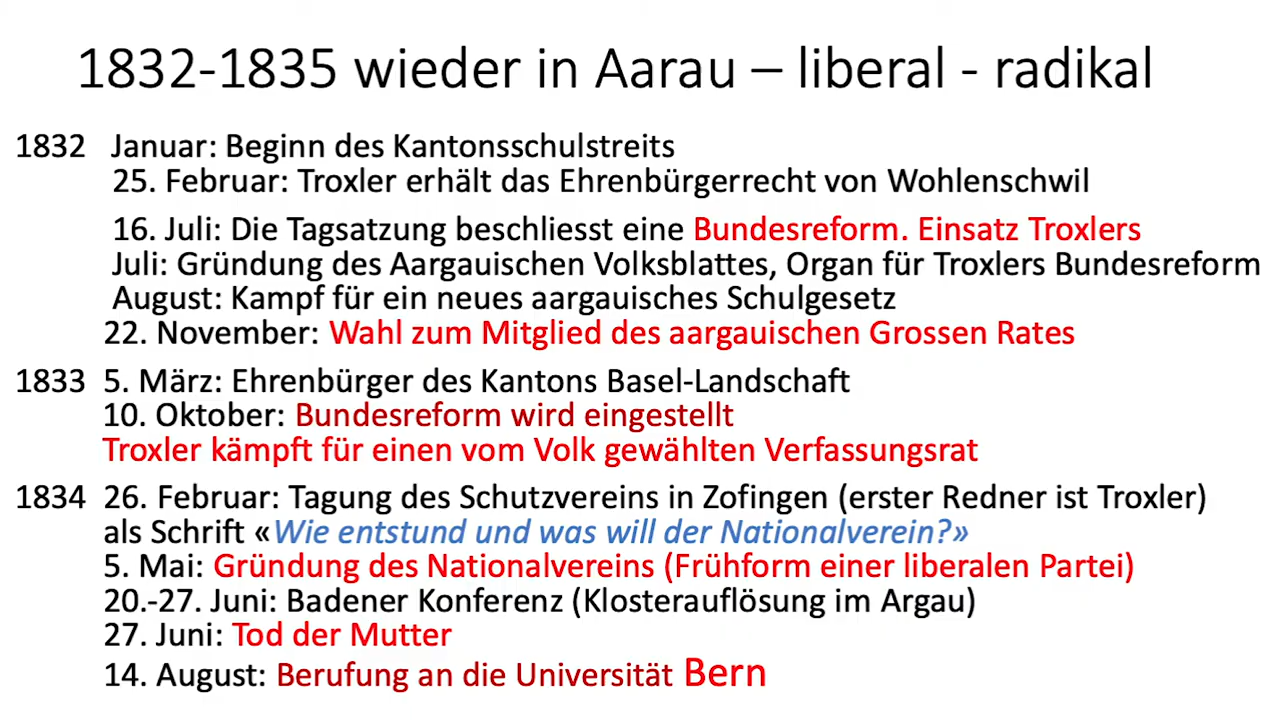 1832-1835 wieder in Aarau – liberal - radikal
1832 Januar: Beginn des Kantonsschulstreits
25. Februar: Troxler erhält das Ehrenbürgerrecht von Wohlenschwil
16. Juli: Die Tagsatzung beschliesst eine Bundesreform. Einsatz Troxlers
Juli: Gründung des Aargauischen Volksblattes, Organ für Troxlers Bundesreform
August: Kampf für ein neues aargauisches Schulgesetz
22. November: Wahl zum Mitglied des aargauischen Grossen Rates
1833 5. März: Ehrenbürger des Kantons Basel-Landschaft
10. Oktober: Bundesreform wird eingestellt
Troxler kämpft für einen vom Volk gewählten Verfassungsrat
1834 26. Februar: Tagung des Schutzvereins in Zofingen (erster Redner ist Troxler)
als Schrift «Wie entstund und was will der Nationalverein?»
5. Mai: Gründung des Nationalvereins (Frühform einer liberalen Partei)
20.-27. Juni: Badener Konferenz (Klosterauflösung im Argau)
27. Juni: Tod der Mutter
14. August: Berufung an die Universität Bern